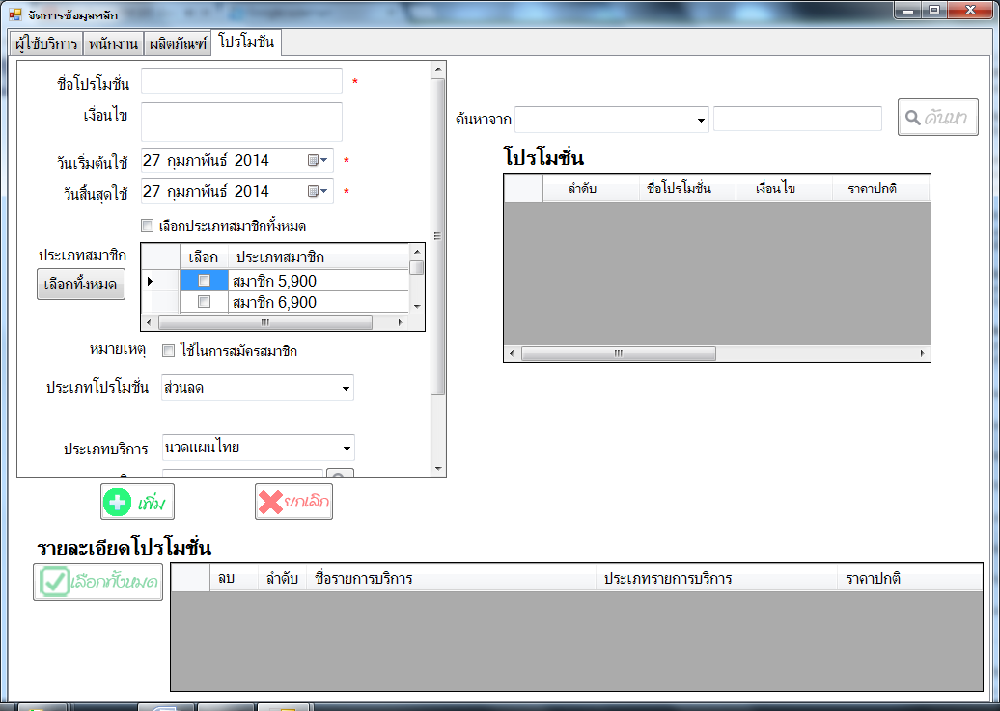 จัดการข้อมูลหลัก
ผู้ใช้บริการ พนักงาน ผลิตภัณฑ์ โปรโมชั่น
ชื่อโปรโมชั่น *
เงื่อนไข
วันเริ่มต้นใช้ 27 กุมภาพันธ์ 2014 *
วันสิ้นสุดใช้ 27 กุมภาพันธ์ 2014 *
เลือกประเภทสมาชิกทั้งหมด
ประเภทสมาชิก
เลือกทั้งหมด
เลือก ประเภทสมาชิก
สมาชิก 5,900
สมาชิก 6,900
หมายเหตุ ใช้ในการสมัครสมาชิก
ประเภทโปรโมชั่น ส่วนลด
ประเภทบริการ นวดแผนไทย
เพิ่ม ยกเลิก
ค้นหาจาก ค้นหา
โปรโมชั่น
ลำดับ ชื่อโปรโมชั่น เงื่อนไข ราคาปกติ
รายละเอียดโปรโมชั่น
เลือกทั้งหมด
ลบ ลำดับ ชื่อรายการบริการ ประเภทรายการบริการ ราคาปกติ